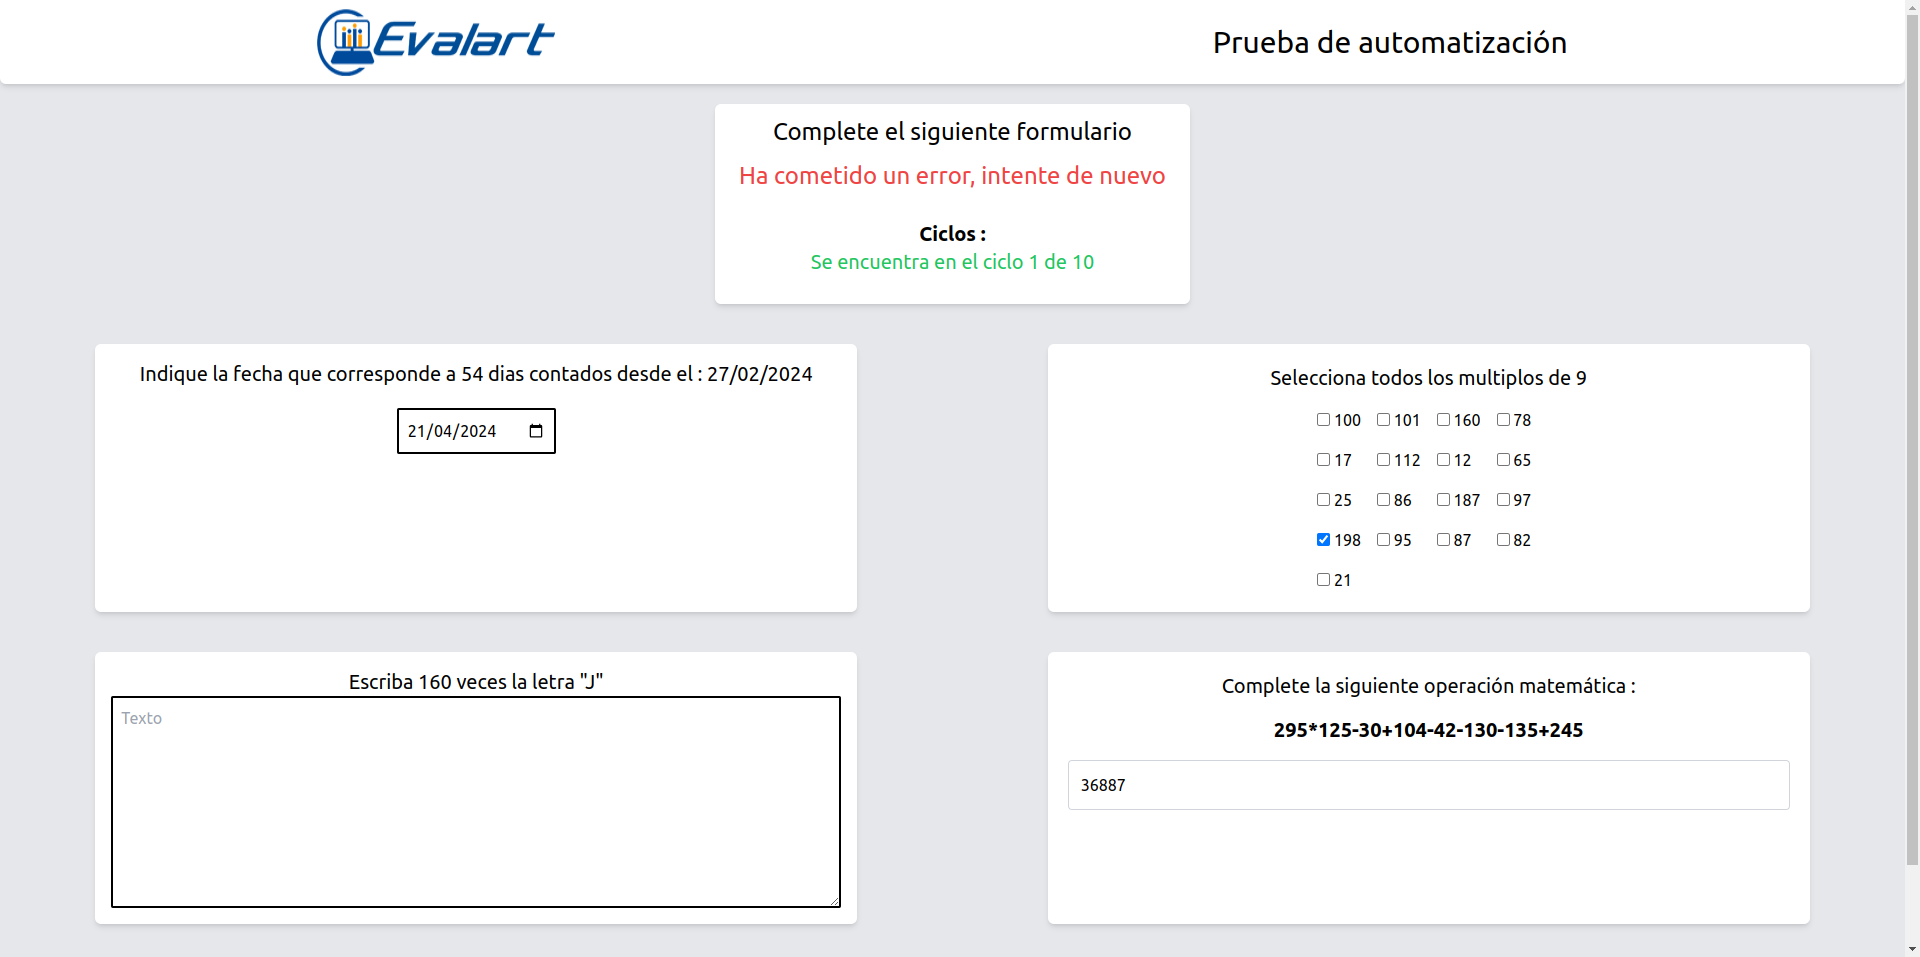 Evalart
Prueba de automatización
Complete el siguiente formulario
Ha cometido un error, intente de nuevo
Ciclos :
Se encuentra en el ciclo 1 de 10
Indique la fecha que corresponde a 54 dias contados desde el : 27/02/2024
21/04/2024
Selecciona todos los multiplos de 9
100 101 160 78
17 112 12 65
25 86 187 97
198 95 87 82
21
Escriba 160 veces la letra "J"
Texto
Complete la siguiente operación matemática :
295*125-30+104-42-130-135+245
36887